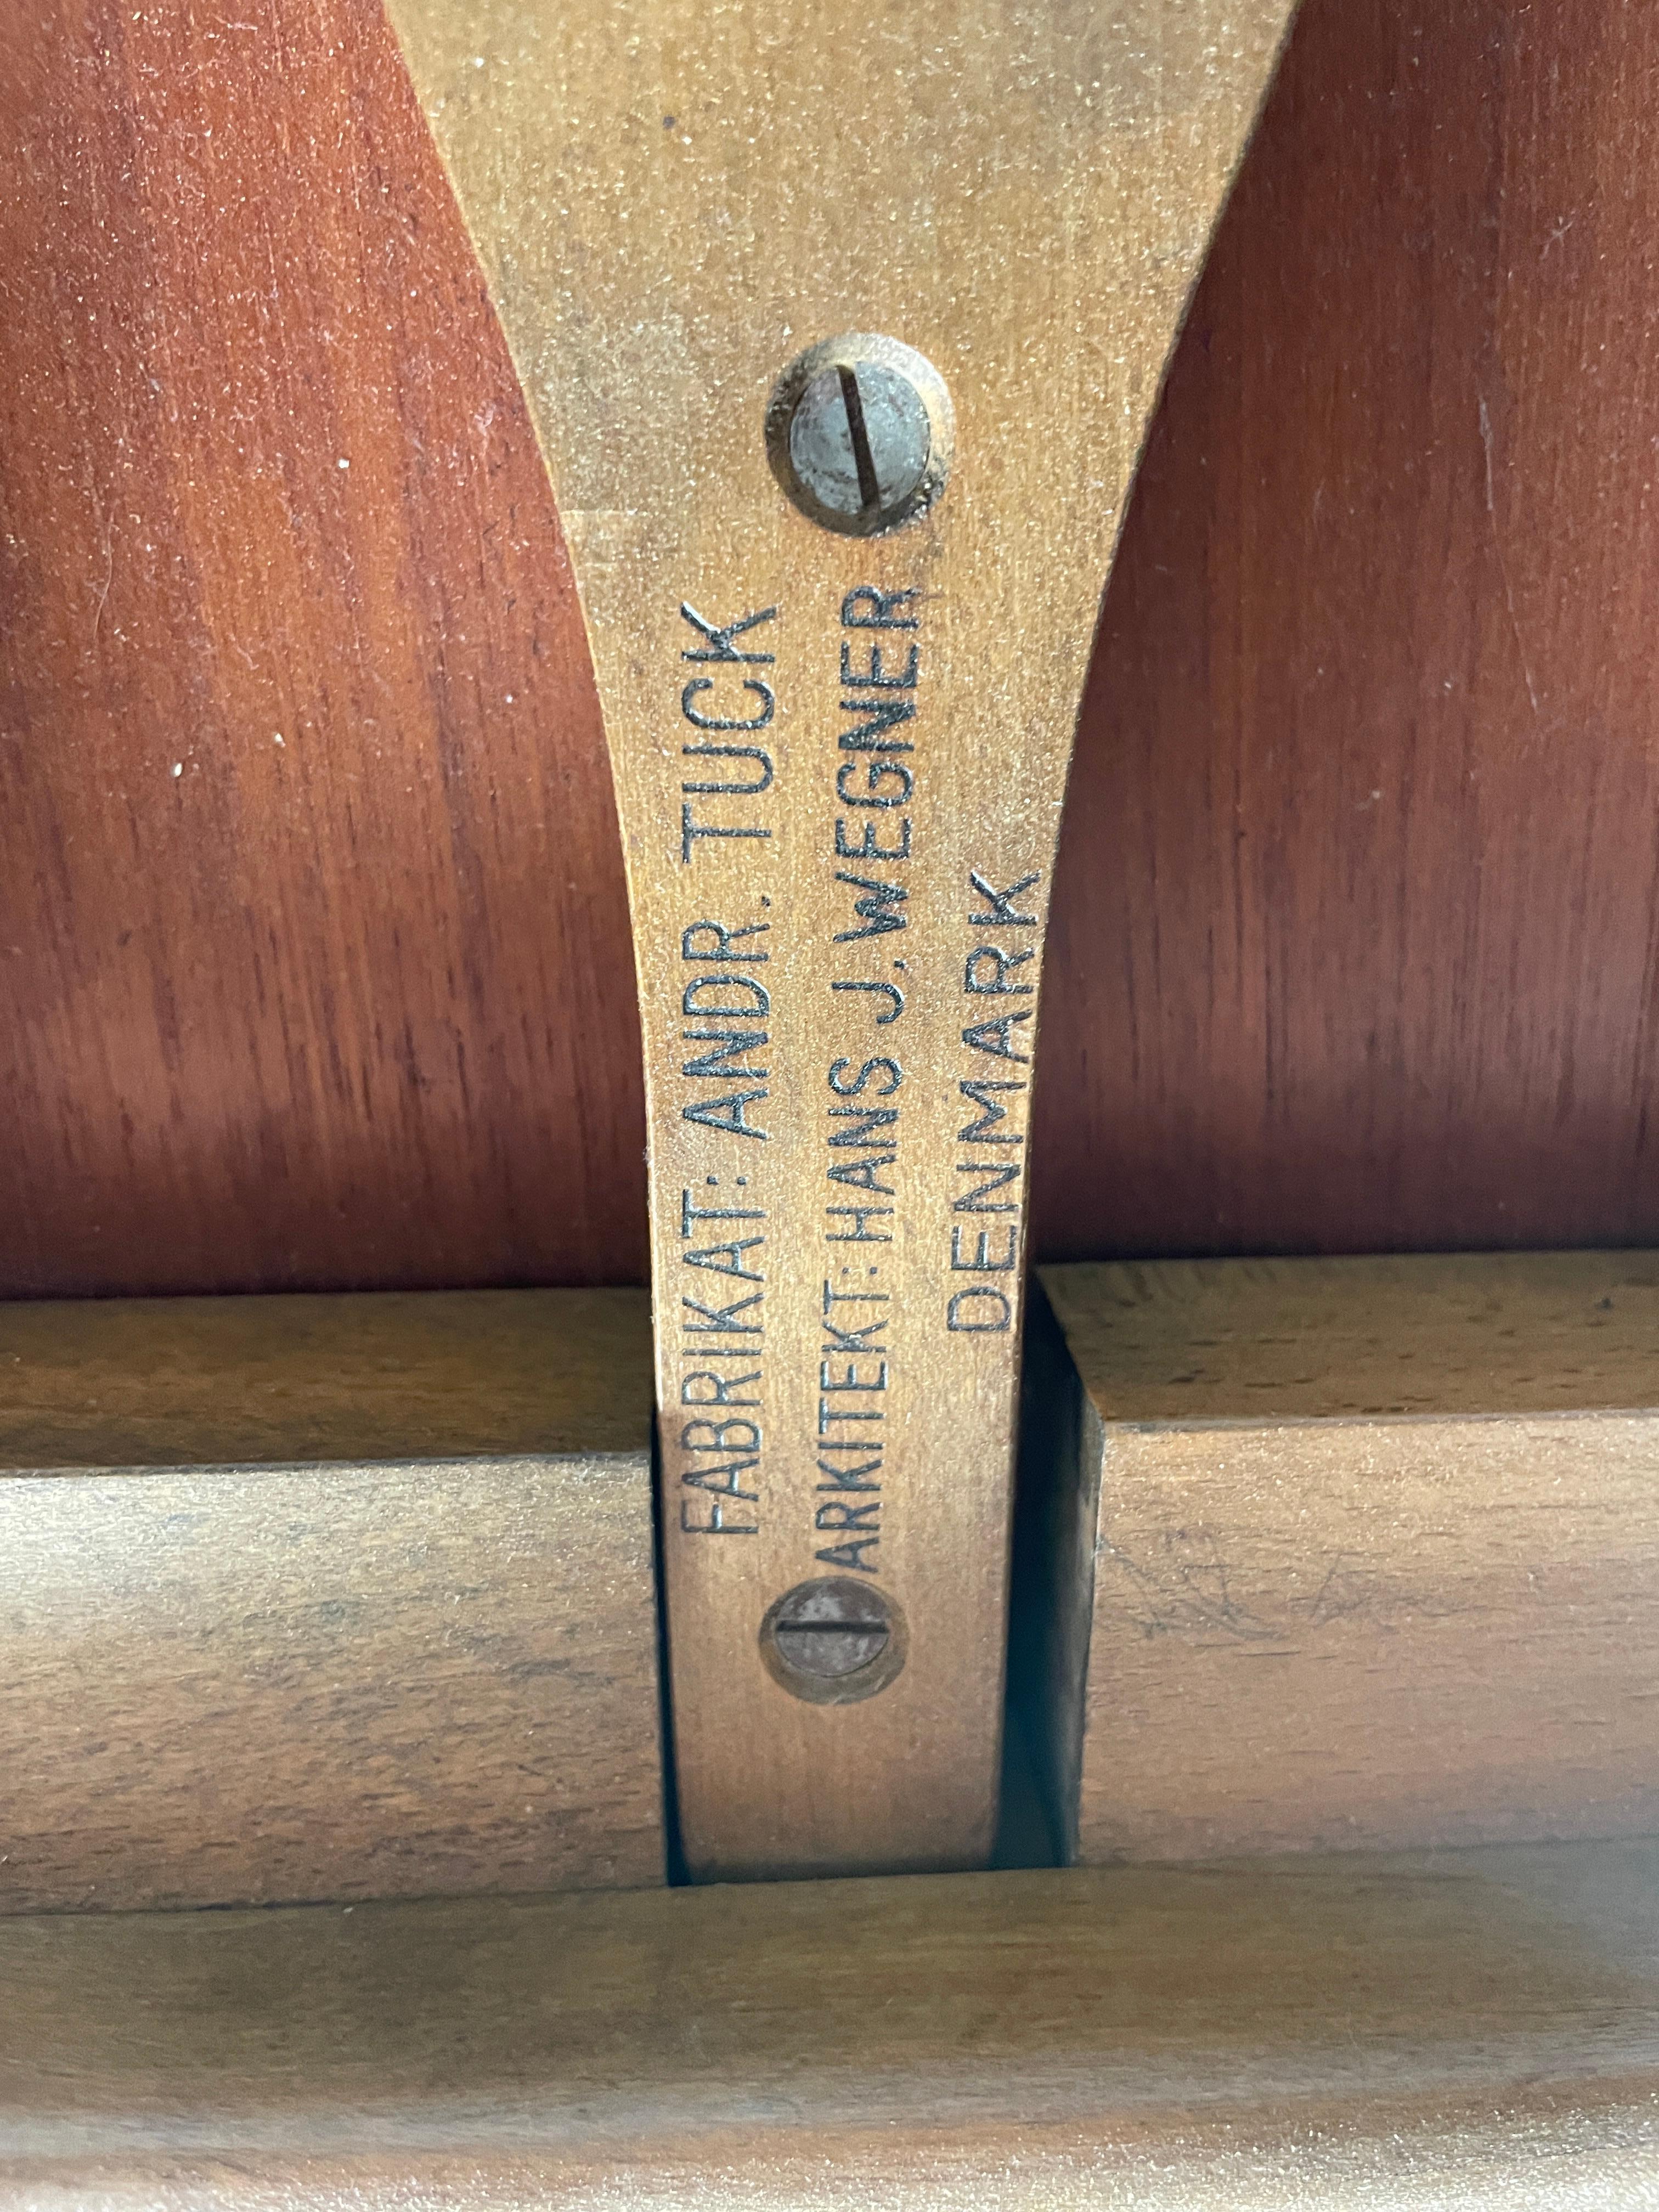 FABRIKAT: ANDR. TUCK
ARKITEKT: HANS J. WEGNER
DENMARK